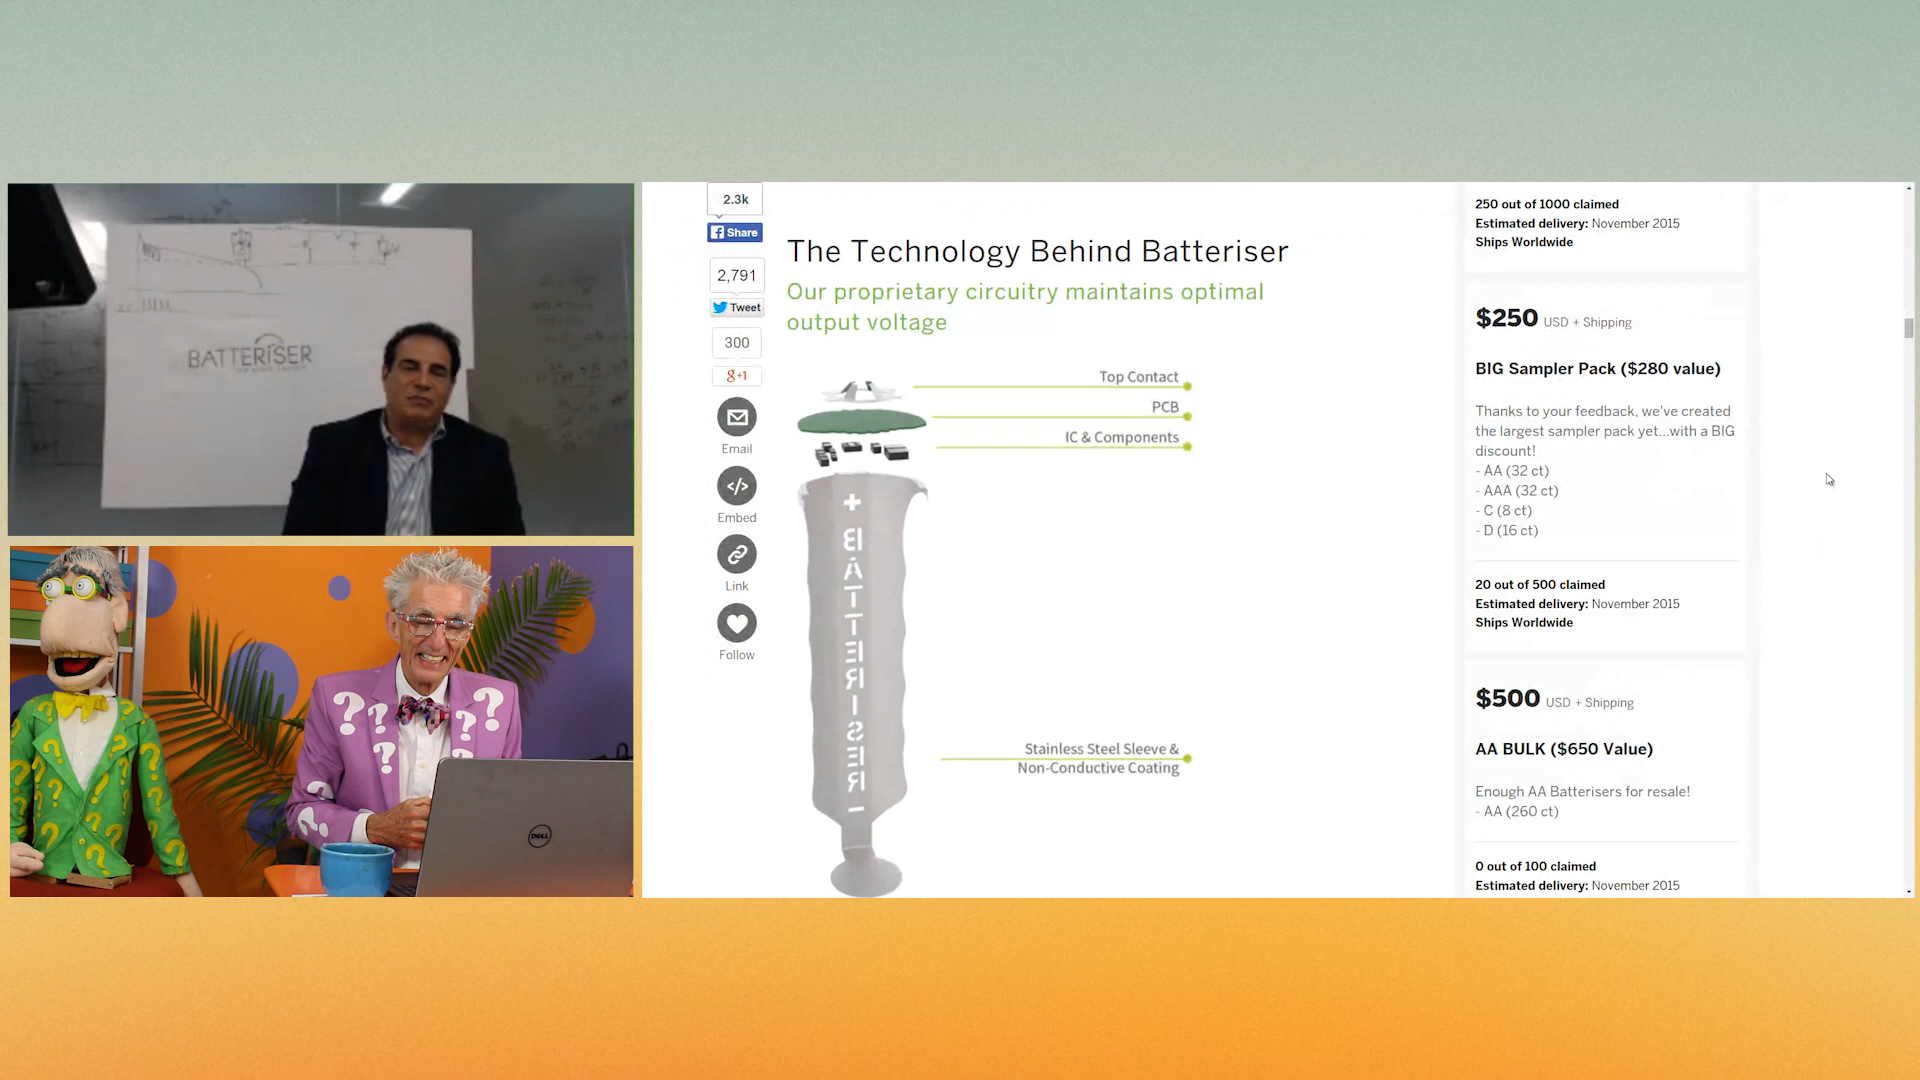 BATTERISER
DELL
2.3k
Share
2,791
Tweet
300
g+1
Email
Embed
Link
Follow
The Technology Behind Batteriser
Our proprietary circuitry maintains optimal
output voltage
Top Contact
PCB
IC & Components
+ BATTERISER –
Stainless Steel Sleeve &
Non-Conductive Coating
250 out of 1000 claimed
Estimated delivery: November 2015
Ships Worldwide
$250 USD + Shipping
BIG Sampler Pack ($280 value)
Thanks to your feedback, we've created
the largest sampler pack yet...with a BIG
discount!
- AA (32 ct)
- AAA (32 ct)
- C (8 ct)
- D (16 ct)
20 out of 500 claimed
Estimated delivery: November 2015
Ships Worldwide
$500 USD + Shipping
AA BULK ($650 Value)
Enough AA Batterisers for resale!
- AA (260 ct)
0 out of 100 claimed
Estimated delivery: November 2015